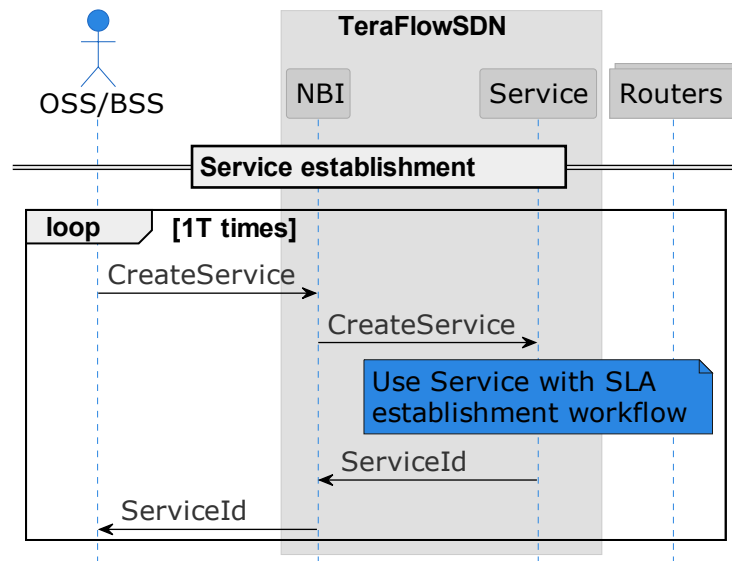 TeraFlowSDN
OSS/BSS
NBI
Service
Routers
Service establishment
loop
[1T times]
CreateService
CreateService
Use Service with SLA
establishment workflow
ServiceId
ServiceId